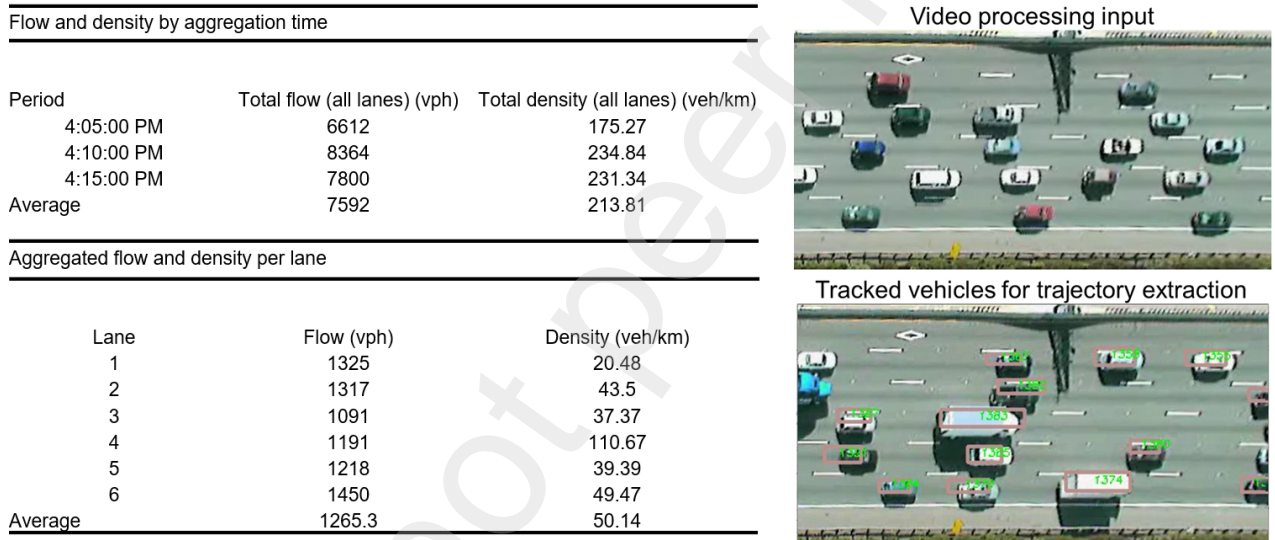 Flow and density by aggregation time
Period Total flow (all lanes) (vph) Total density (all lanes) (veh/km)
4:05:00 PM 6612 175.27
4:10:00 PM 8364 234.84
4:15:00 PM 7800 231.34
Average 7592 213.81
Aggregated flow and density per lane
Lane Flow (vph) Density (veh/km)
1 1325 20.48
2 1317 43.5
3 1091 37.37
4 1191 110.67
5 1218 39.39
6 1450 49.47
Average 1265.3 50.14
Video processing input
Tracked vehicles for trajectory extraction
1383
1385
1374
ot peer